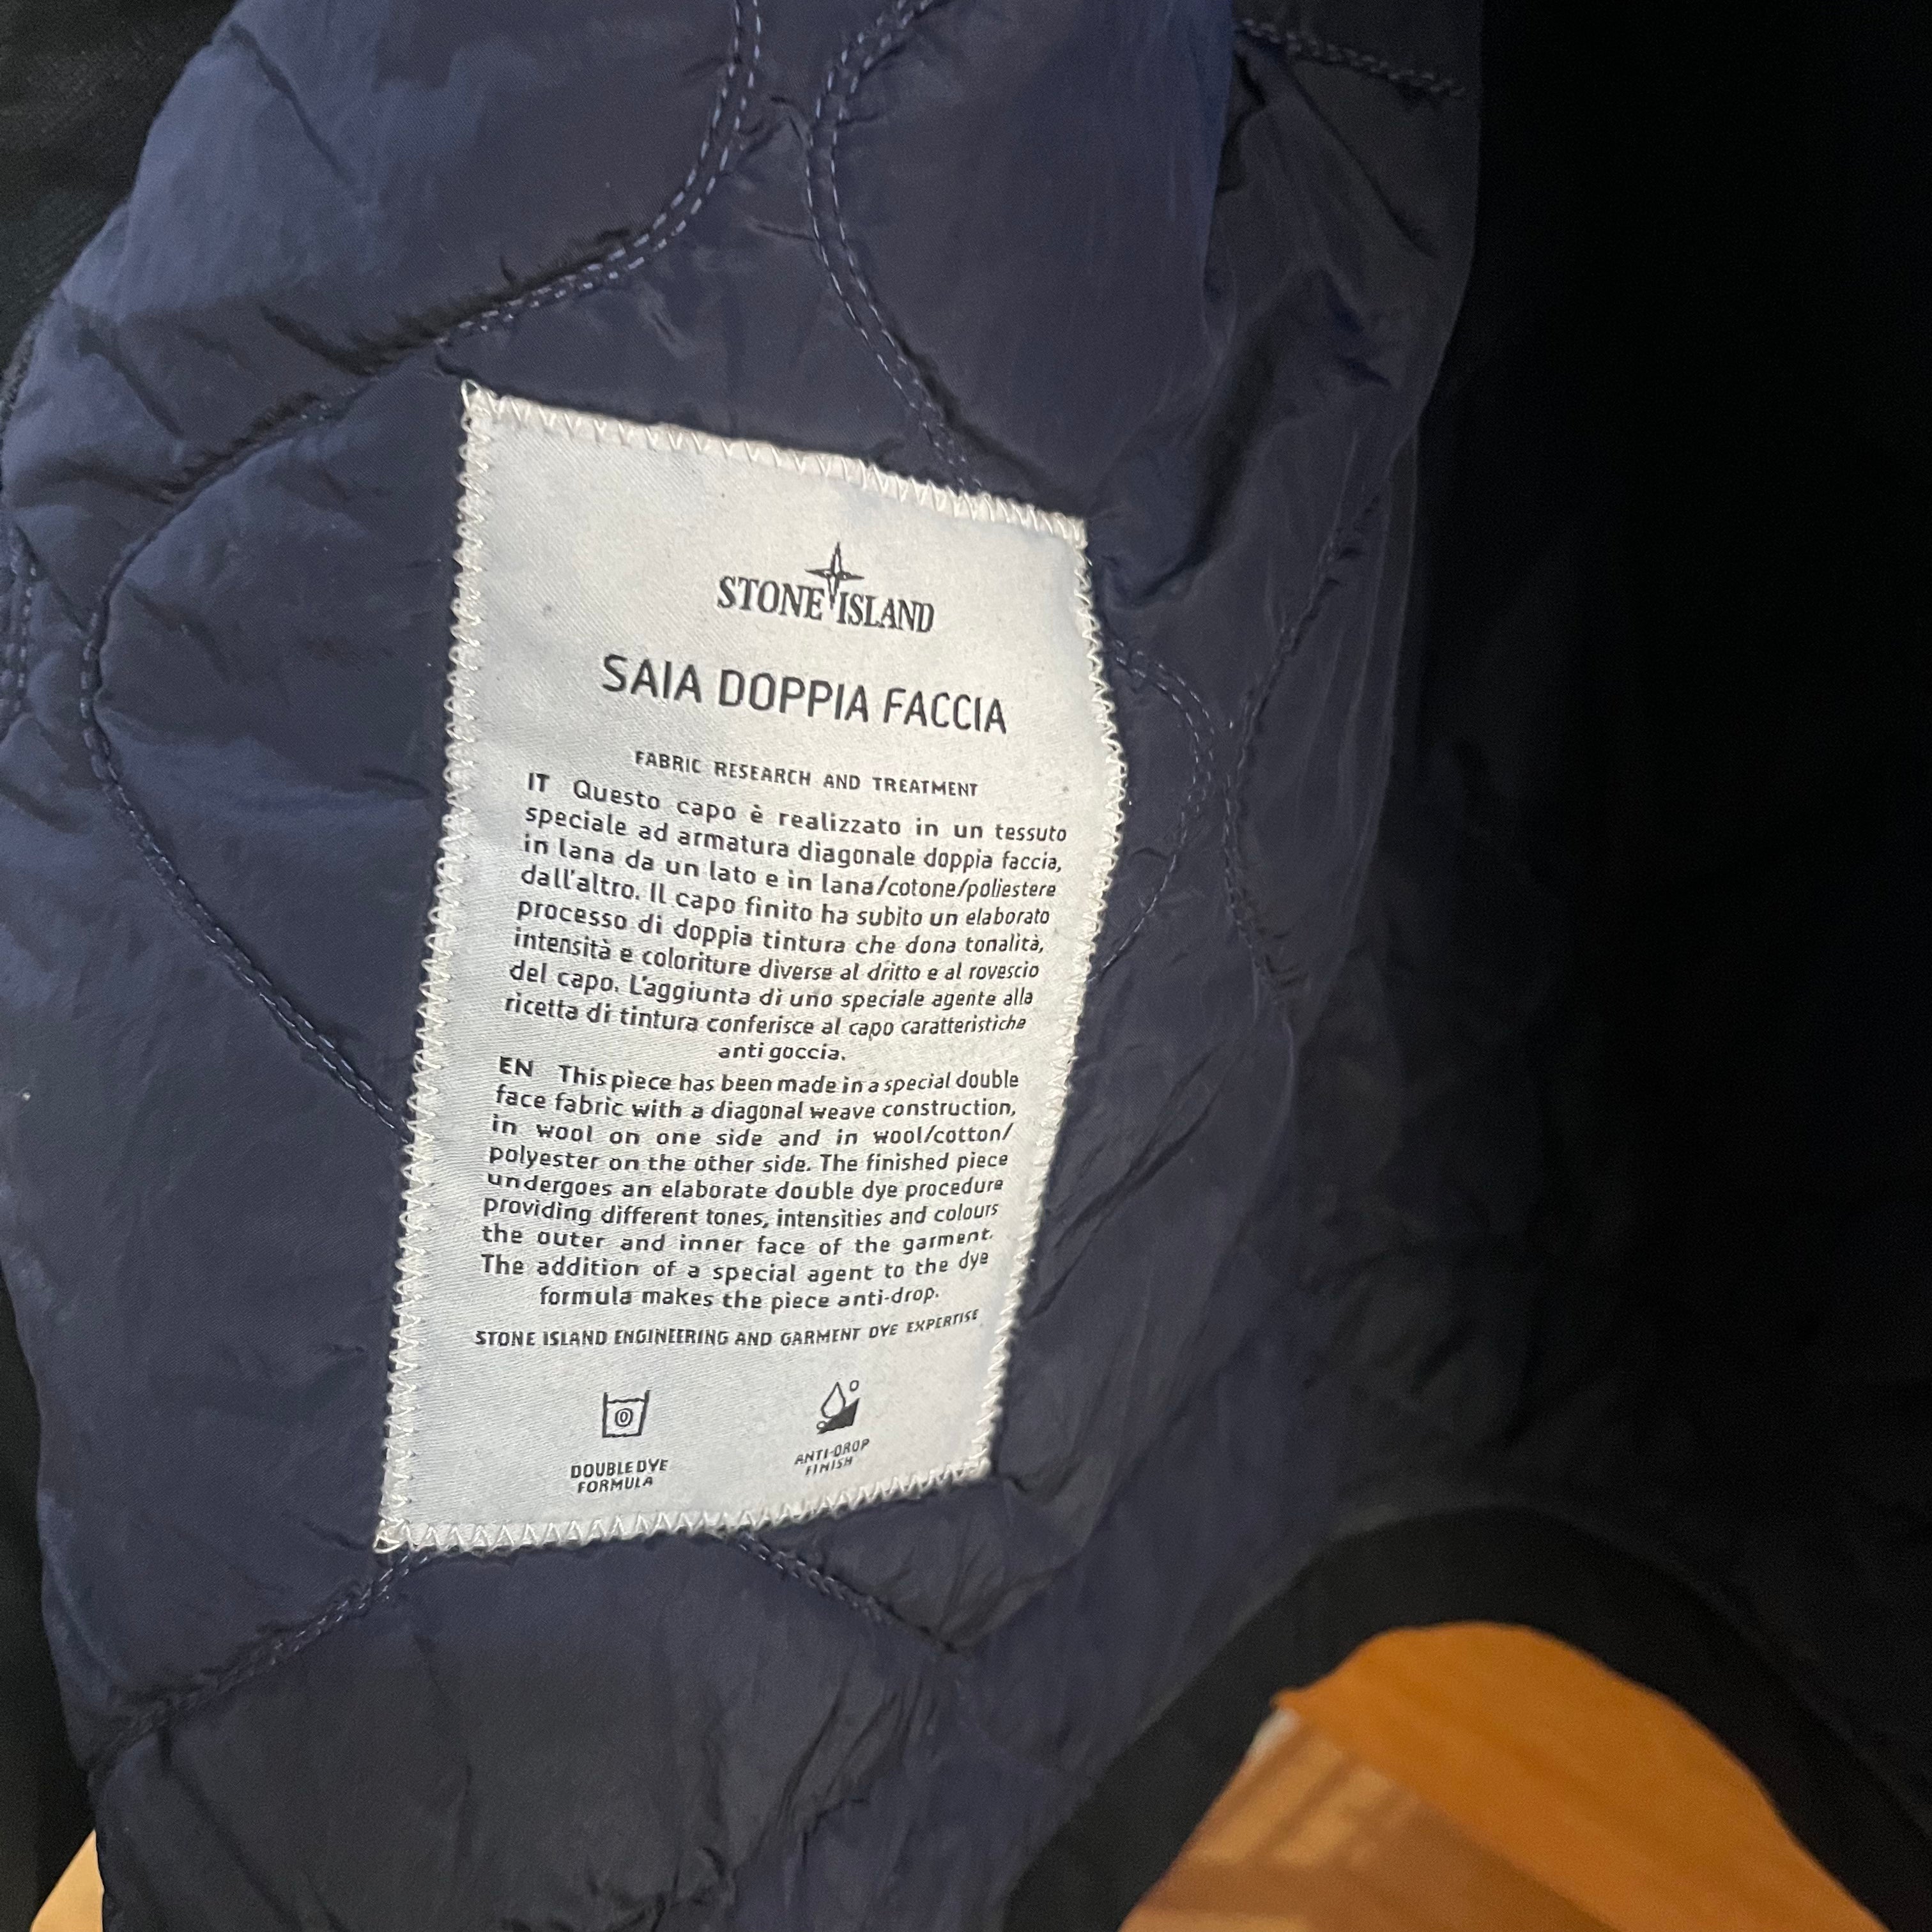 STONE ISLAND
SAIA DOPPIA FACCIA
FABRIC RESEARCH AND TREATMENT
IT Questo capo è realizzato in un tessuto
speciale ad armatura diagonale doppia faccia,
in lana da un lato e in lana/cotone/poliestere
dall'altro. Il capo finito ha subito un elaborato
processo di doppia tintura che dona tonalità,
intensità e coloriture diverse al dritto e al rovescio
del capo. L'aggiunta di uno speciale agente alla
ricetta di tintura conferisce al capo caratteristiche
anti goccia.
EN This piece has been made in a special double
face fabric with a diagonal weave construction,
in wool on one side and in wool/cotton/
polyester on the other side. The finished piece
undergoes an elaborate double dye procedure
providing different tones, intensities and colours
the outer and inner face of the garment.
The addition of a special agent to the dye
formula makes the piece anti-drop.
STONE ISLAND ENGINEERING AND GARMENT DYE EXPERTISE
DOUBLE DYE
FORMULA
ANTI-DROP
FINISH